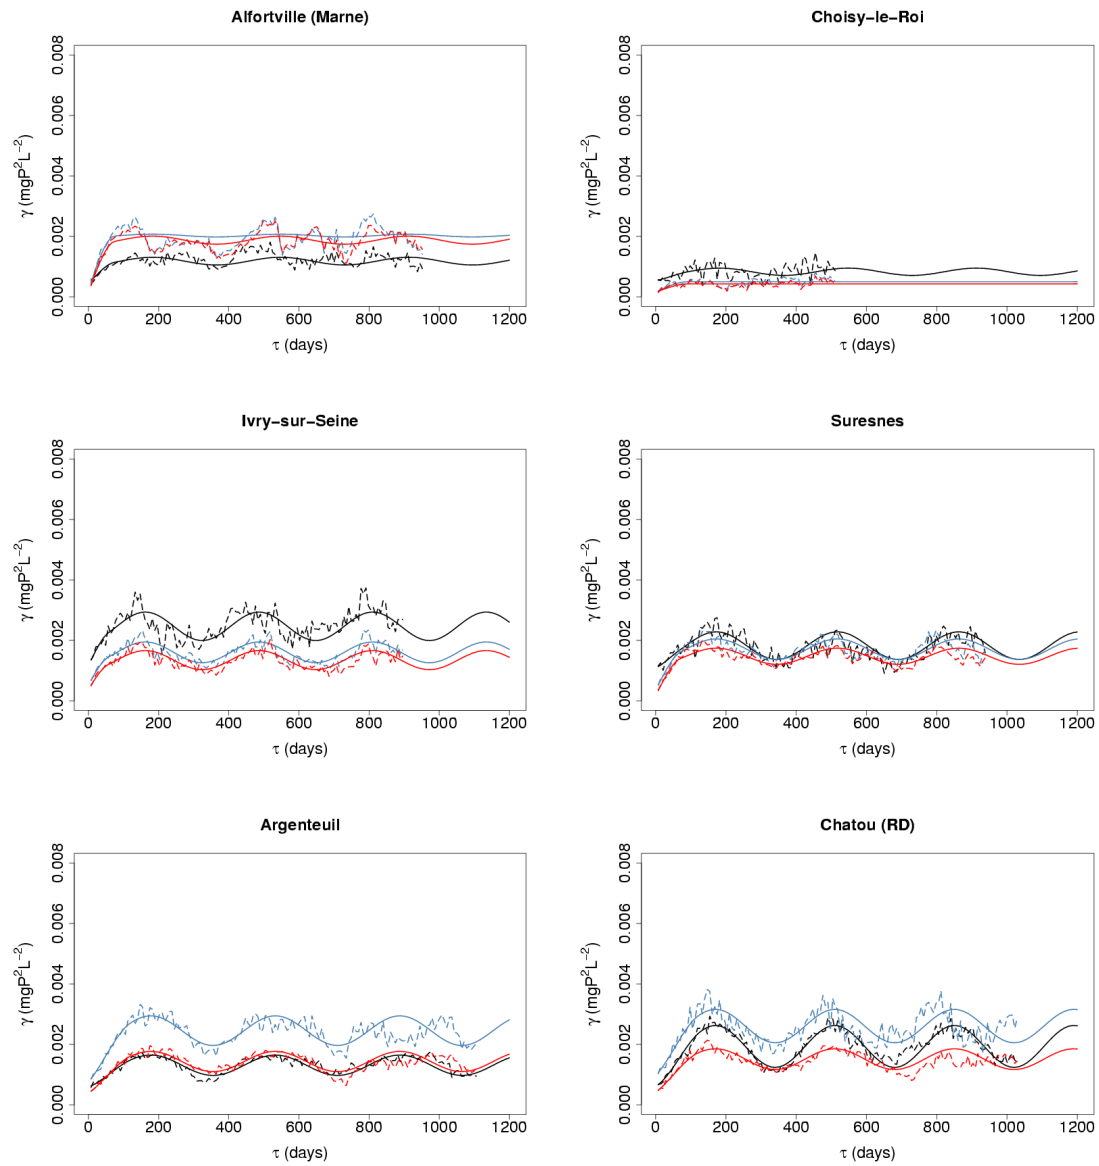 Alfortville (Marne)
γ (mgP²L⁻²)
0.000 0.002 0.004 0.006 0.008
0 200 400 600 800 1000 1200
τ (days)
Choisy−le−Roi
γ (mgP²L⁻²)
0.000 0.002 0.004 0.006 0.008
0 200 400 600 800 1000 1200
τ (days)
Ivry−sur−Seine
γ (mgP²L⁻²)
0.000 0.002 0.004 0.006 0.008
0 200 400 600 800 1000 1200
τ (days)
Suresnes
γ (mgP²L⁻²)
0.000 0.002 0.004 0.006 0.008
0 200 400 600 800 1000 1200
τ (days)
Argenteuil
γ (mgP²L⁻²)
0.000 0.002 0.004 0.006 0.008
0 200 400 600 800 1000 1200
τ (days)
Chatou (RD)
γ (mgP²L⁻²)
0.000 0.002 0.004 0.006 0.008
0 200 400 600 800 1000 1200
τ (days)